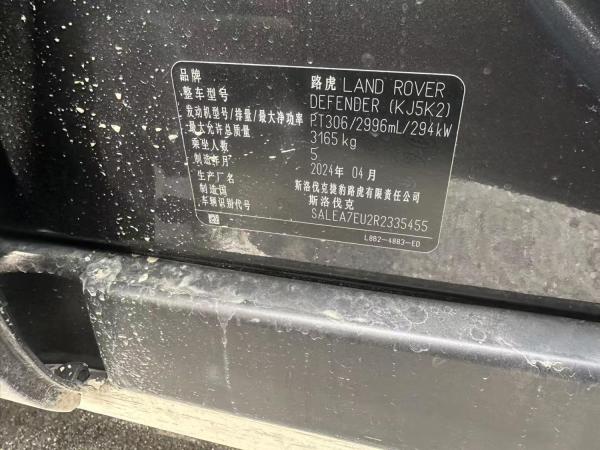 品牌 路虎 LAND ROVER
整车型号 DEFENDER (KJ5K2)
发动机型号/排量/最大净功率 PT306/2996mL/294kW
最大允许总质量 3165 kg
乘坐人数 5
制造年月 2024年 04月
生产厂名 斯洛伐克捷豹路虎有限责任公司
制造国 斯洛伐克
车辆识别代号 SALEA7EU2R2335455
L8B2-4883-ED